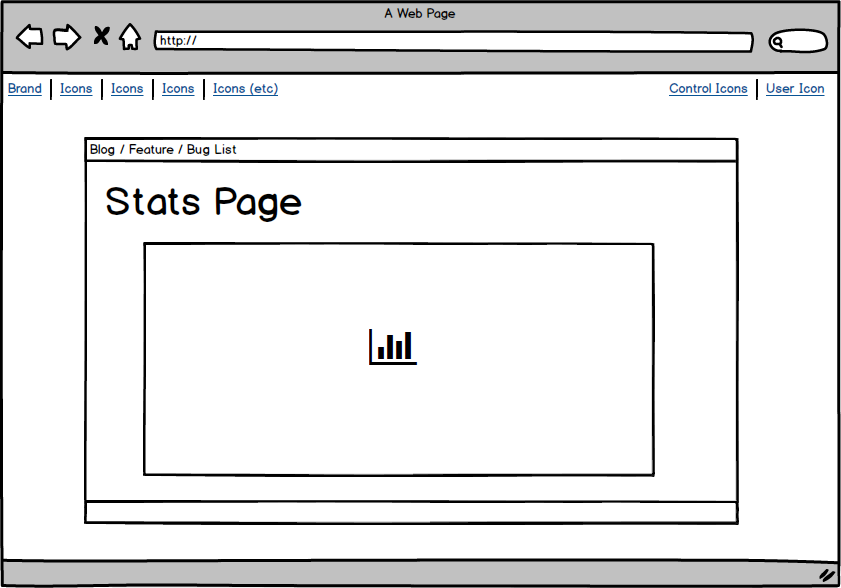 A Web Page
http://
Brand | Icons | Icons | Icons | Icons (etc) Control Icons | User Icon
Blog / Feature / Bug List
Stats Page